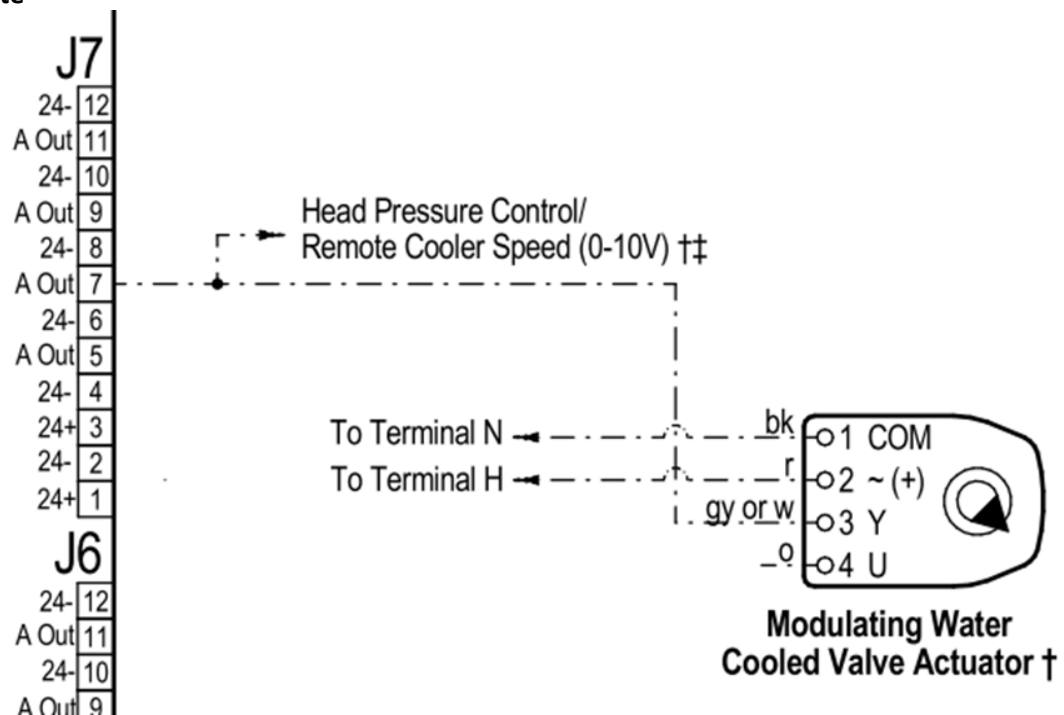 J7
24- 12
A Out 11
24- 10
A Out 9
24- 8
A Out 7
24- 6
A Out 5
24- 4
24+ 3
24- 2
24+ 1
J6
24- 12
A Out 11
24- 10
A Out 9
Head Pressure Control/
Remote Cooler Speed (0-10V) †‡
To Terminal N
To Terminal H
bk
r
gy or w
o
1 COM
2 ~ (+)
3 Y
4 U
Modulating Water
Cooled Valve Actuator †